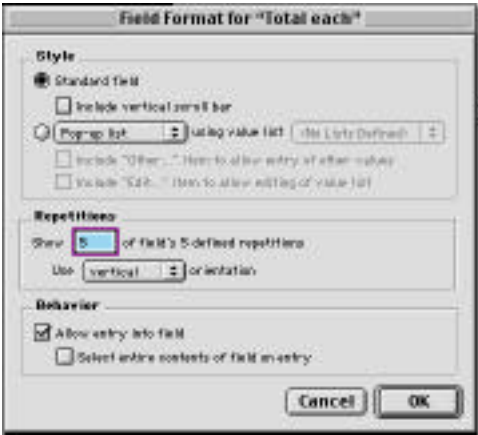 Field Format for "Total each"
Style
Standard field
Include vertical scroll bar
Pop-up list using value list <No Lists Defined>
Include "Other..." item to allow entry of other values
Include "Edit..." item to allow editing of value list
Repetitions
Show 5 of field's 5 defined repetitions
Use vertical orientation
Behavior
Allow entry into field
Select entire contents of field on entry
Cancel OK